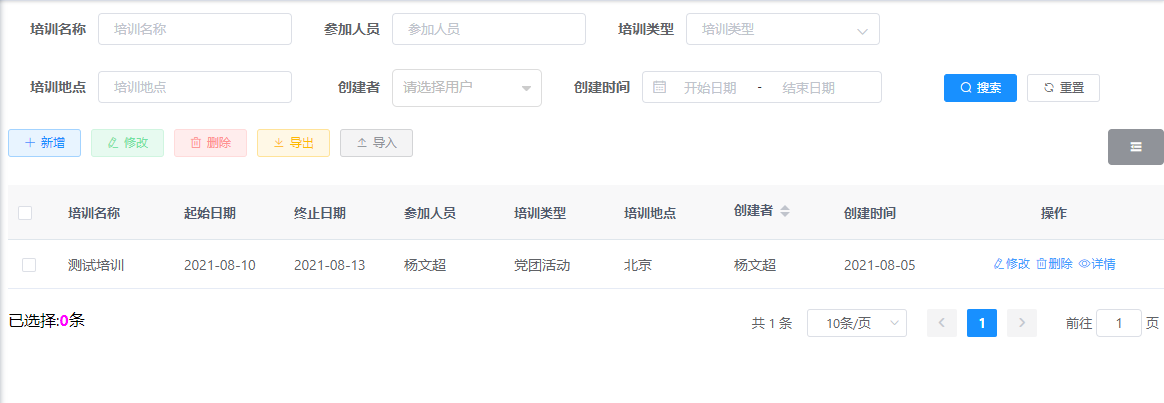 培训名称 培训名称 参加人员 参加人员 培训类型 培训类型
培训地点 培训地点 创建者 请选择用户 创建时间 开始日期 - 结束日期 搜索 重置
新增 修改 删除 导出 导入
培训名称 起始日期 终止日期 参加人员 培训类型 培训地点 创建者 创建时间 操作
测试培训 2021-08-10 2021-08-13 杨文超 党团活动 北京 杨文超 2021-08-05 修改 删除 详情
已选择:0条 共 1 条 10条/页 1 前往 1 页